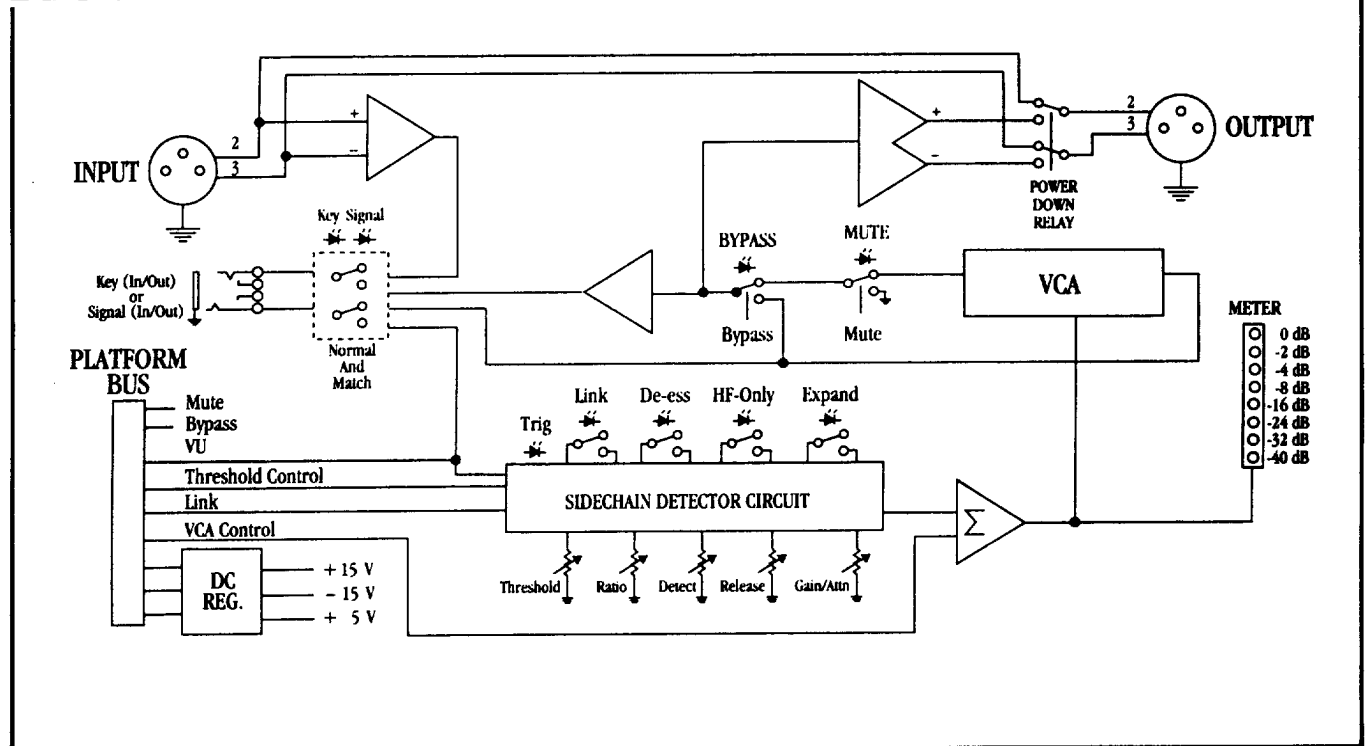 2
3
INPUT
+
−
+
−
2
3
OUTPUT
POWER
DOWN
RELAY
Key Signal
Key (In/Out)
or
Signal (In/Out)
Normal
And
Match
BYPASS
Bypass
MUTE
Mute
VCA
METER
0 dB
-2 dB
-4 dB
-8 dB
-16 dB
-24 dB
-32 dB
-40 dB
PLATFORM
BUS
Mute
Bypass
VU
Threshold Control
Link
VCA Control
DC
REG.
+ 15 V
- 15 V
+ 5 V
Trig
Link
De-ess
HF-Only
Expand
SIDECHAIN DETECTOR CIRCUIT
Threshold
Ratio
Detect
Release
Gain/Attn
Σ